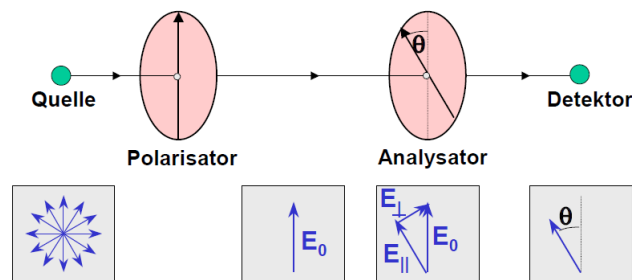 θ
Quelle
Detektor
Polarisator
Analysator
E₀
E⊥
E₀
E||
θ